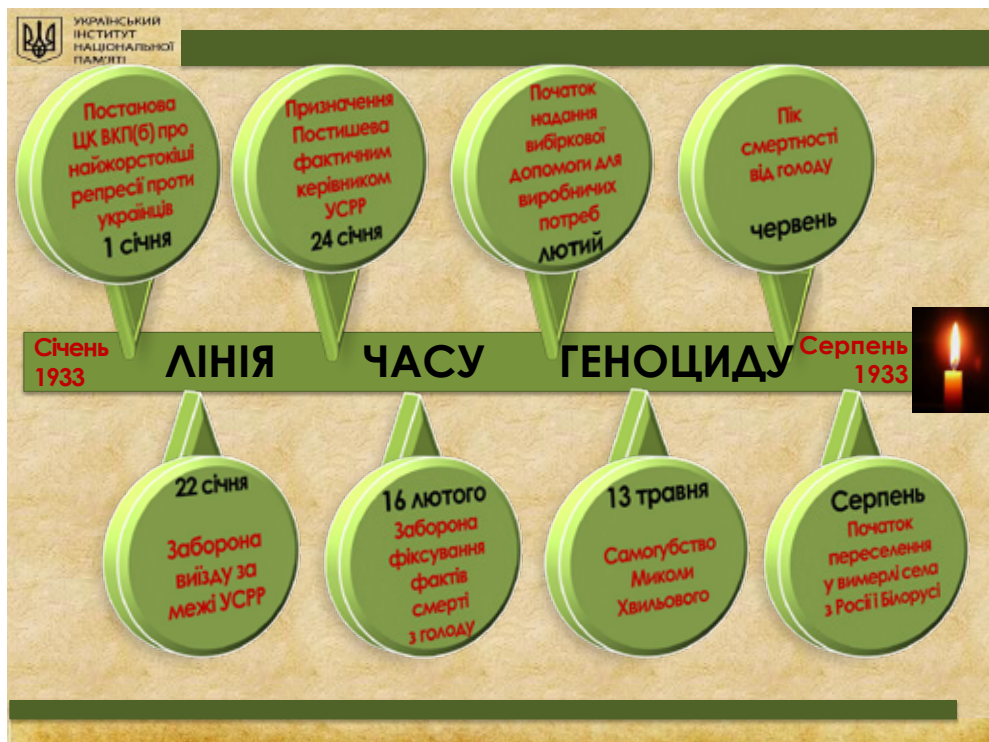 УКРАЇНСЬКИЙ
ІНСТИТУТ
НАЦІОНАЛЬНОЇ
ПАМ'ЯТІ
Постанова
ЦК ВКП(б) про
найжорстокіші
репресії проти
українців
1 січня
Призначення
Постишева
фактичним
керівником
УСРР
24 січня
Початок
надання
вибіркової
допомоги для
виробничих
потреб
лютий
Пік
смертності
від голоду
червень
Січень
1933
ЛІНІЯ ЧАСУ ГЕНОЦИДУ
Серпень
1933
22 січня
Заборона
виїзду за
межі УСРР
16 лютого
Заборона
фіксування
фактів
смерті
з голоду
13 травня
Самогубство
Миколи
Хвильового
Серпень
Початок
переселення
у вимерлі села
з Росії і Білорусі